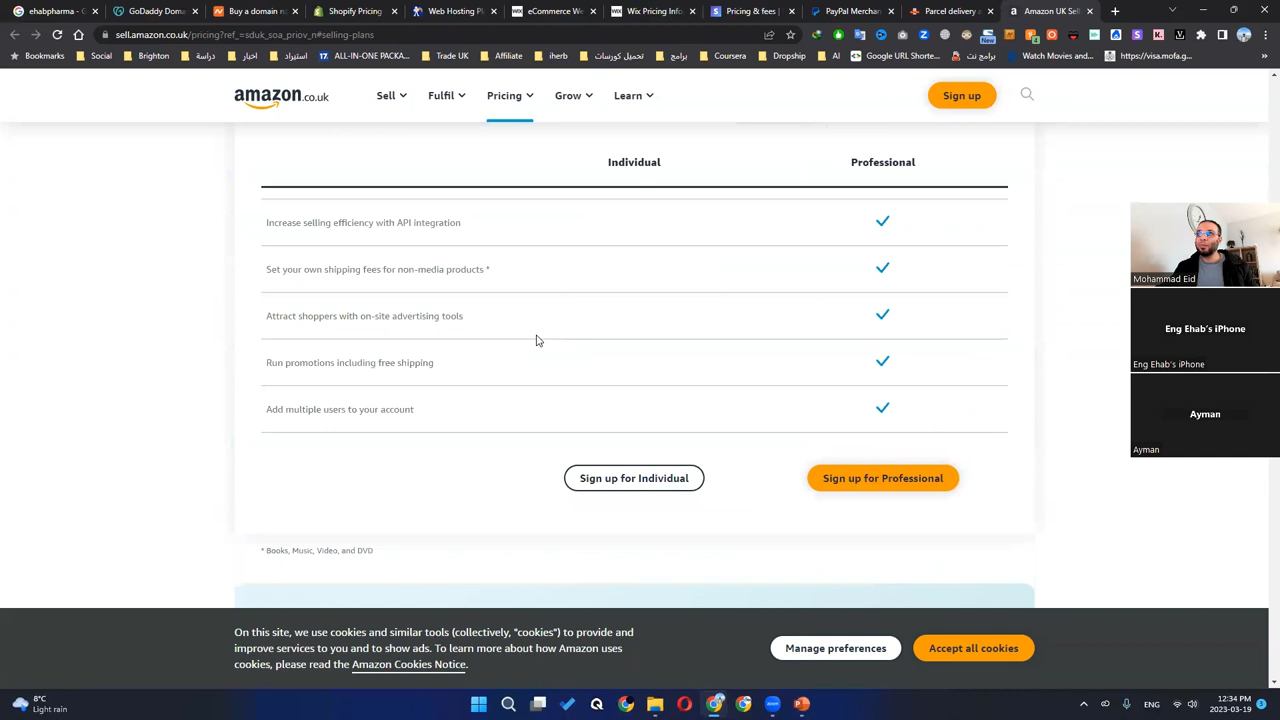 ehabpharma - C
GoDaddy Doma
Namecheap Sha
Shopify Pricing
Web Hosting Pl
eCommerce We
Wix Pricing Info
Pricing & fees |
PayPal Merchan
Parcel delivery
Amazon UK Sel
sell.amazon.co.uk/pricing?ref_=sduk_soa_priov_n#selling-plans
Bookmarks
Social
Brighton
دراسة
استيراد
iPACKA...
Trade UK
Affiliate
iherb
برامج
تحميل كورسات
Coursera
Dropship
AI
Google URL Shorte...
برامج نت
Watch Movies and...
https://visa.mofa.g...
amazon.co.uk
Sell
Fulfil
Pricing
Grow
Learn
Sign up
Individual
Professional
Increase selling efficiency with API integration
Set your own shipping fees for non-media products *
Attract shoppers with on-site advertising tools
Run promotions including free shipping
Add multiple users to your account
Sign up for Individual
Sign up for Professional
* Books, Music, Video, and DVD
Mohammad Eid
Eng Ehab's iPhone
Eng Ehab's iPhone
Ayman
Ayman
On this site, we use cookies and similar tools (collectively, "cookies") to provide and
improve services to you and to show ads. To learn more about how Amazon uses
cookies, please read the Amazon Cookies Notice.
Manage preferences
Accept all cookies
8°C
Light rain
ENG
12:34 PM
2023-03-19